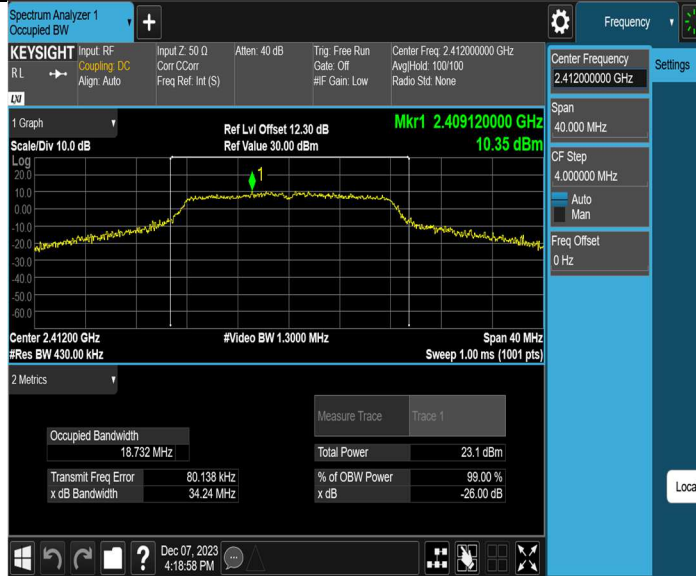 Spectrum Analyzer 1
Occupied BW
+
Frequency
KEYSIGHT
RL
LXI
Input: RF
Coupling: DC
Align: Auto
Input Z: 50 Ω
Corr CCorr
Freq Ref: Int (S)
Atten: 40 dB
Trig: Free Run
Gate: Off
#IF Gain: Low
Center Freq: 2.412000000 GHz
Avg|Hold: 100/100
Radio Std: None
Center Frequency
2.412000000 GHz
Settings
Span
40.000 MHz
CF Step
4.000000 MHz
Auto
Man
Freq Offset
0 Hz
Loca
1 Graph
Scale/Div 10.0 dB
Ref Lvl Offset 12.30 dB
Ref Value 30.00 dBm
Mkr1 2.409120000 GHz
10.35 dBm
Log
20.0
10.0
0.00
-10.0
-20.0
-30.0
-40.0
-50.0
-60.0
1
Center 2.41200 GHz
#Res BW 430.00 kHz
#Video BW 1.3000 MHz
Span 40 MHz
Sweep 1.00 ms (1001 pts)
2 Metrics
Measure Trace Trace 1
Occupied Bandwidth
18.732 MHz
Total Power 23.1 dBm
Transmit Freq Error 80.138 kHz
% of OBW Power 99.00 %
x dB Bandwidth 34.24 MHz
x dB -26.00 dB
?
Dec 07, 2023
4:18:58 PM